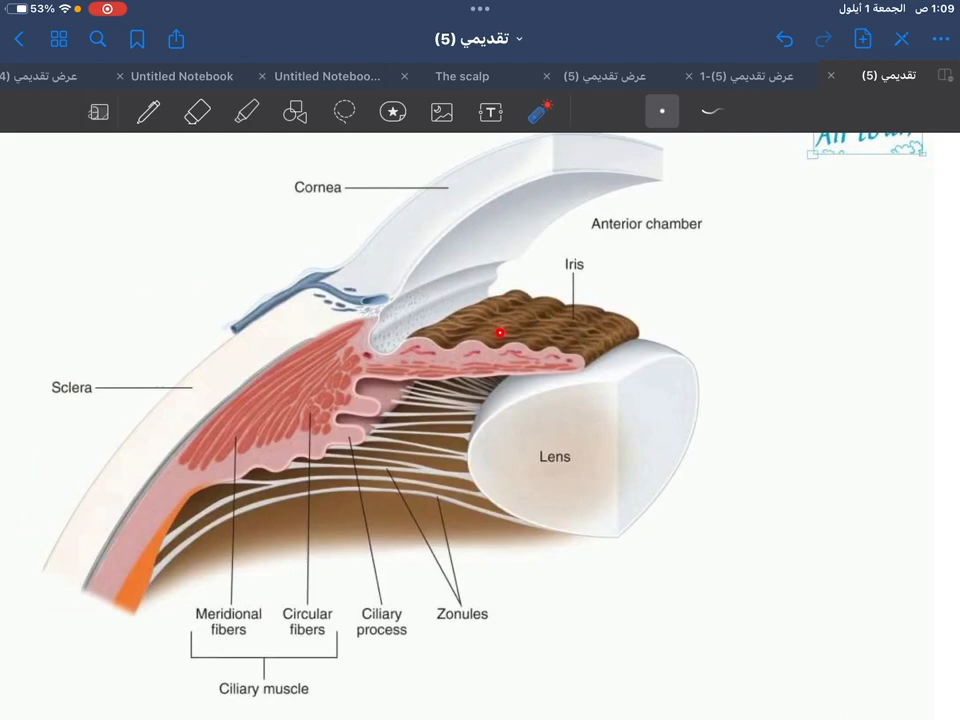 53%
1:09 ص الجمعة 1 أيلول
تقديمي (5)
عرض تقديمي (4
Untitled Notebook
Untitled Noteboo...
The scalp
عرض تقديمي (5)
عرض تقديمي (5)-1
تقديمي (5)
Cornea
Anterior chamber
Iris
Sclera
Lens
Meridional fibers
Circular fibers
Ciliary process
Zonules
Ciliary muscle